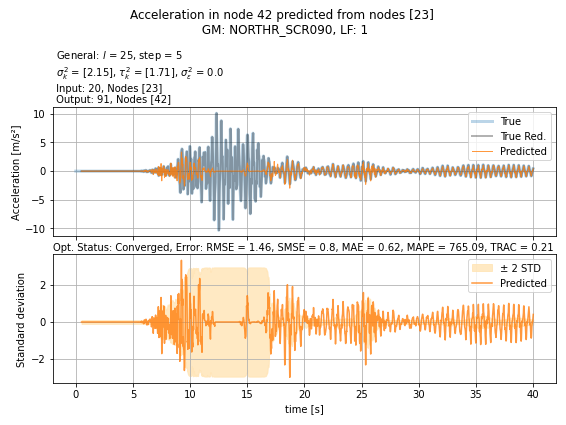 Acceleration in node 42 predicted from nodes [23]
GM: NORTHR_SCR090, LF: 1
General: l = 25, step = 5
σ²ₖ = [2.15], τ²ₖ = [1.71], σ²ε = 0.0
Input: 20, Nodes [23]
Output: 91, Nodes [42]
Acceleration [m/s²]
10
5
0
−5
−10
True
True Red.
Predicted
Opt. Status: Converged, Error: RMSE = 1.46, SMSE = 0.8, MAE = 0.62, MAPE = 765.09, TRAC = 0.21
Standard deviation
2
0
−2
± 2 STD
Predicted
0 5 10 15 20 25 30 35 40
time [s]